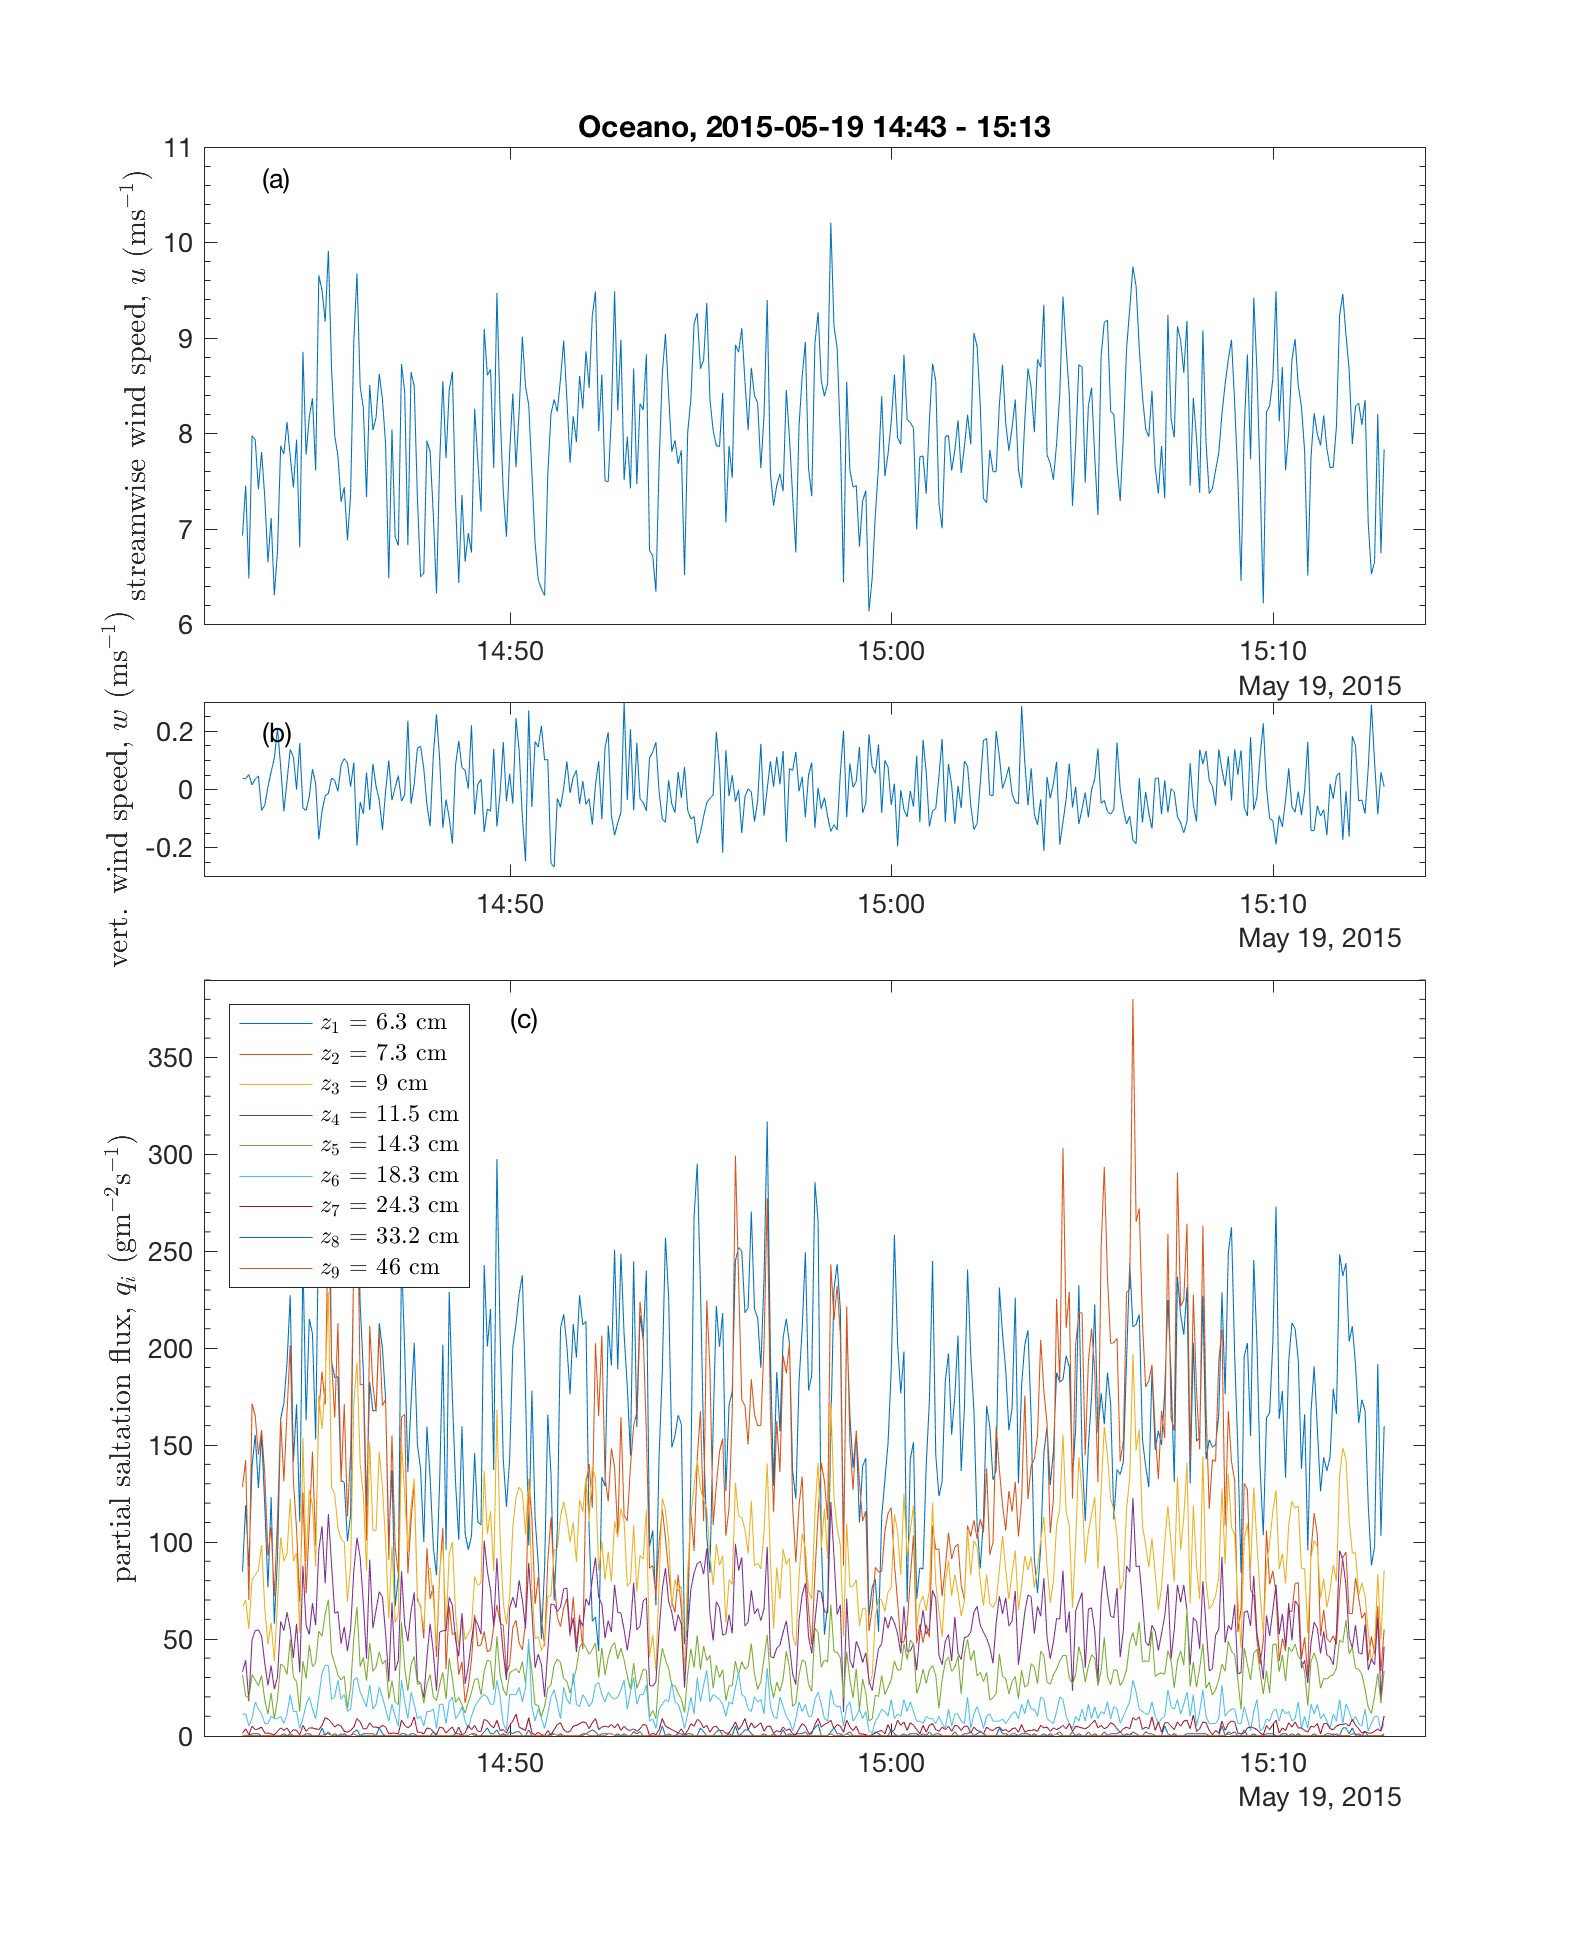 Oceano, 2015-05-19 14:43 - 15:13
(a)
streamwise wind speed, u (ms⁻¹)
11
10
9
8
7
6
14:50 15:00 15:10
May 19, 2015
(b)
vert. wind speed, w (ms⁻¹)
0.2
0
-0.2
14:50 15:00 15:10
May 19, 2015
(c)
partial saltation flux, qᵢ (gm⁻²s⁻¹)
z₁ = 6.3 cm
z₂ = 7.3 cm
z₃ = 9 cm
z₄ = 11.5 cm
z₅ = 14.3 cm
z₆ = 18.3 cm
z₇ = 24.3 cm
z₈ = 33.2 cm
z₉ = 46 cm
350
300
250
200
150
100
50
0
14:50 15:00 15:10
May 19, 2015